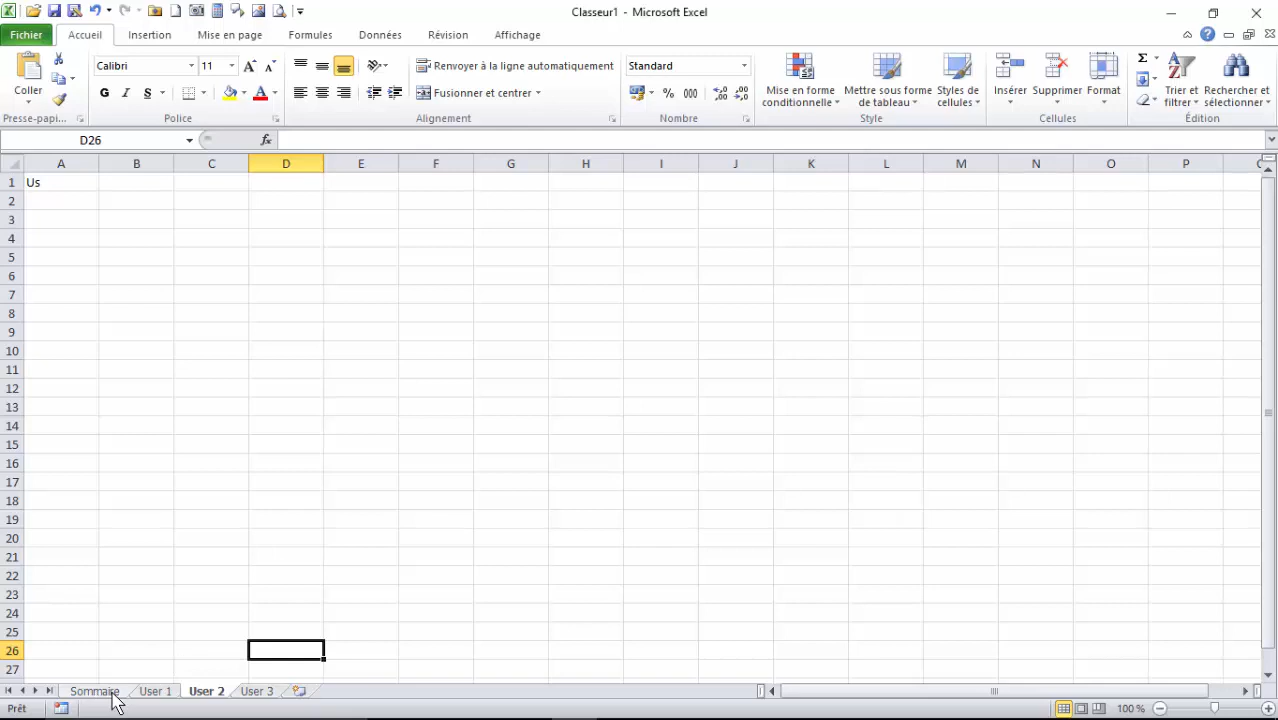 Classeur1 - Microsoft Excel
Fichier Accueil Insertion Mise en page Formules Données Révision Affichage
Coller Calibri 11 G I S Renvoyer à la ligne automatiquement Fusionner et centrer Standard % 000 Mise en forme conditionnelle Mettre sous forme de tableau Styles de cellules Insérer Supprimer Format Σ Trier et filtrer Rechercher et sélectionner
Presse-papi... Police Alignement Nombre Style Cellules Édition
D26 fx
A B C D E F G H I J K L M N O P
1 Us
2
3
4
5
6
7
8
9
10
11
12
13
14
15
16
17
18
19
20
21
22
23
24
25
26
27
Sommaire User 1 User 2 User 3
Prêt 100 %